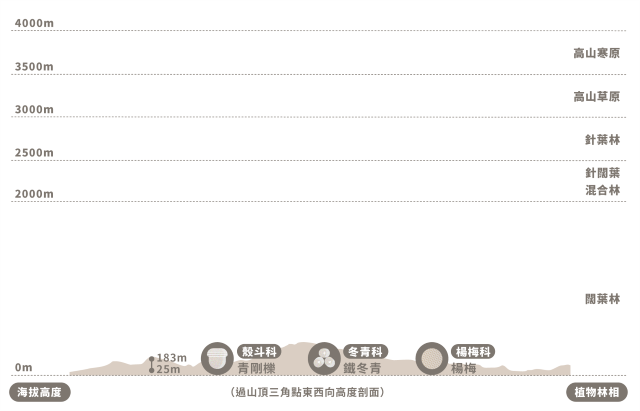 4000m
高山寒原
3500m
高山草原
3000m
針葉林
2500m
針闊葉
混合林
2000m
闊葉林
183m
25m
殼斗科
青剛櫟
冬青科
鐵冬青
楊梅科
楊梅
0m
海拔高度
（過山頂三角點東西向高度剖面）
植物林相